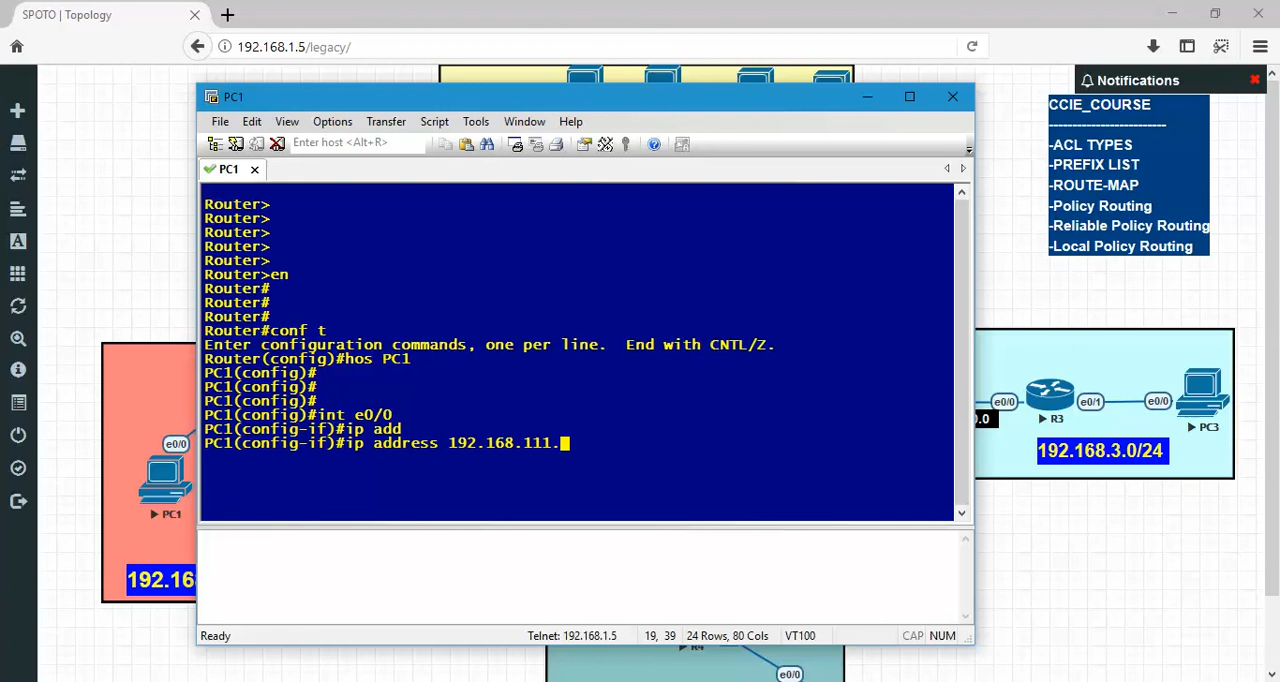 SPOTO | Topology
192.168.1.5/legacy/
Notifications
CCIE_COURSE
-----------------------
-ACL TYPES
-PREFIX LIST
-ROUTE-MAP
-Policy Routing
-Reliable Policy Routing
-Local Policy Routing
PC1
File Edit View Options Transfer Script Tools Window Help
Enter host <Alt+R>
PC1
Router>
Router>
Router>
Router>
Router>
Router>en
Router#
Router#
Router#
Router#conf t
Enter configuration commands, one per line.  End with CNTL/Z.
Router(config)#hos PC1
PC1(config)#
PC1(config)#
PC1(config)#
PC1(config)#int e0/0
PC1(config-if)#ip add
PC1(config-if)#ip address 192.168.111.
Ready Telnet: 192.168.1.5 19, 39 24 Rows, 80 Cols VT100 CAP NUM
e0/0
PC1
192.16
e0/0 e0/1 e0/0
.0
R3
PC3
192.168.3.0/24
R4
e0/0